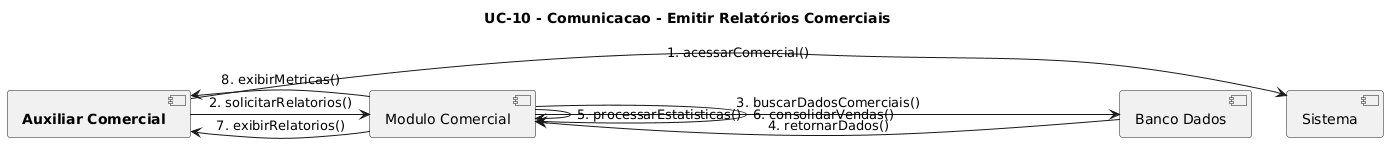 UC-10 - Comunicacao - Emitir Relatórios Comerciais
1. acessarComercial()
8. exibirMetricas()
2. solicitarRelatorios()
3. buscarDadosComerciais()
Auxiliar Comercial
Modulo Comercial
5. processarEstatisticas()
6. consolidarVendas()
Banco Dados
Sistema
7. exibirRelatorios()
4. retornarDados()